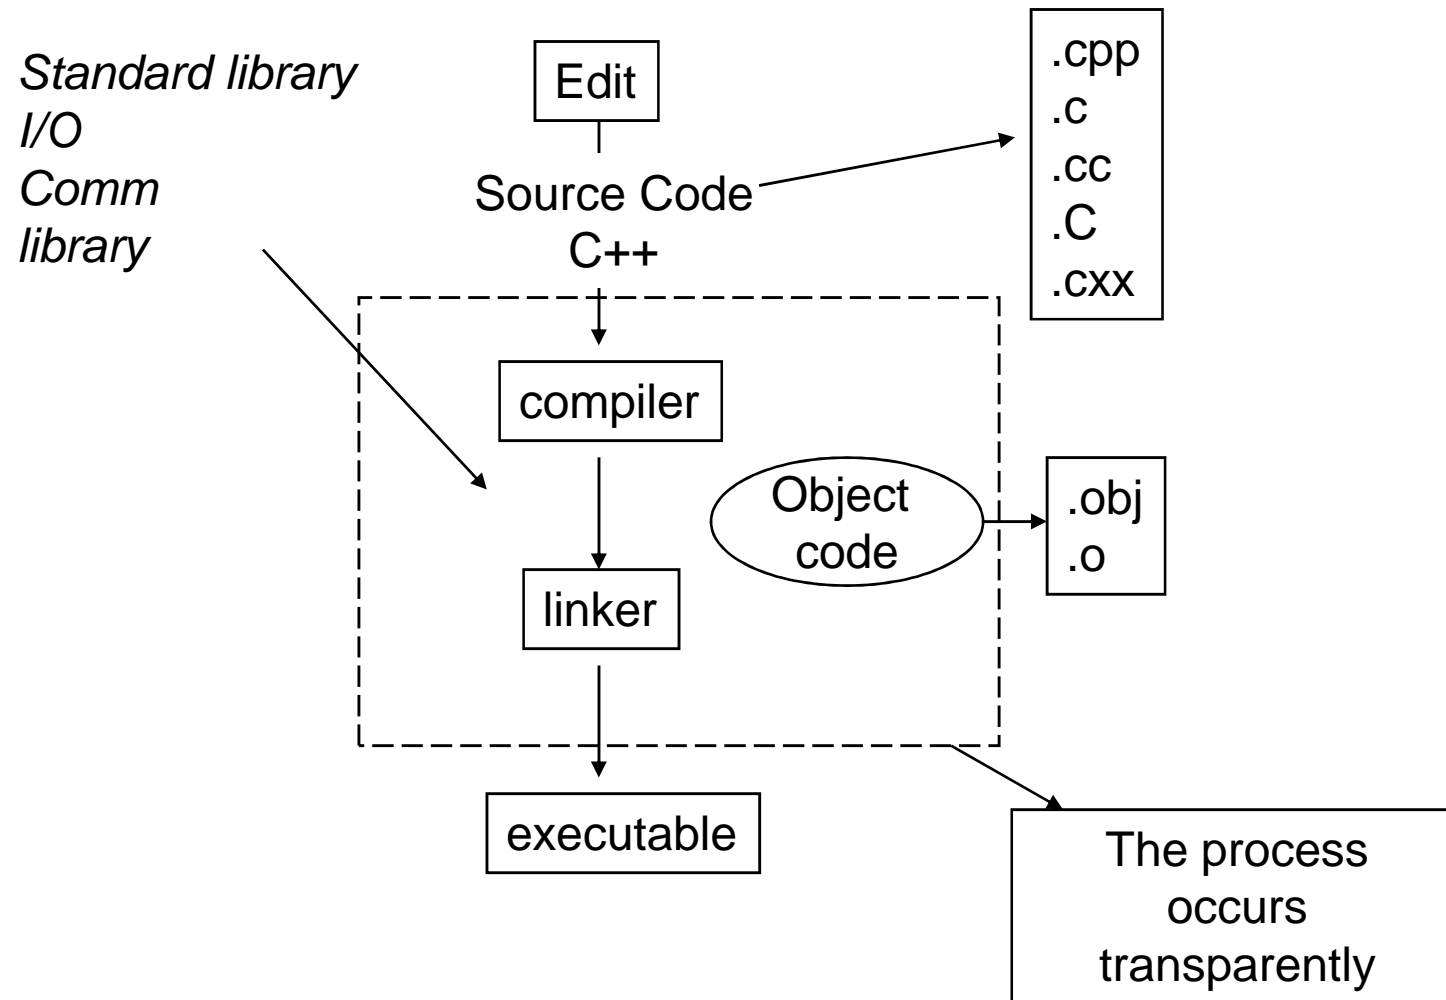 Standard library
I/O
Comm
library
Edit
Source Code
C++
.cpp
.c
.cc
.C
.cxx
compiler
Object
code
.obj
.o
linker
executable
The process
occurs
transparently